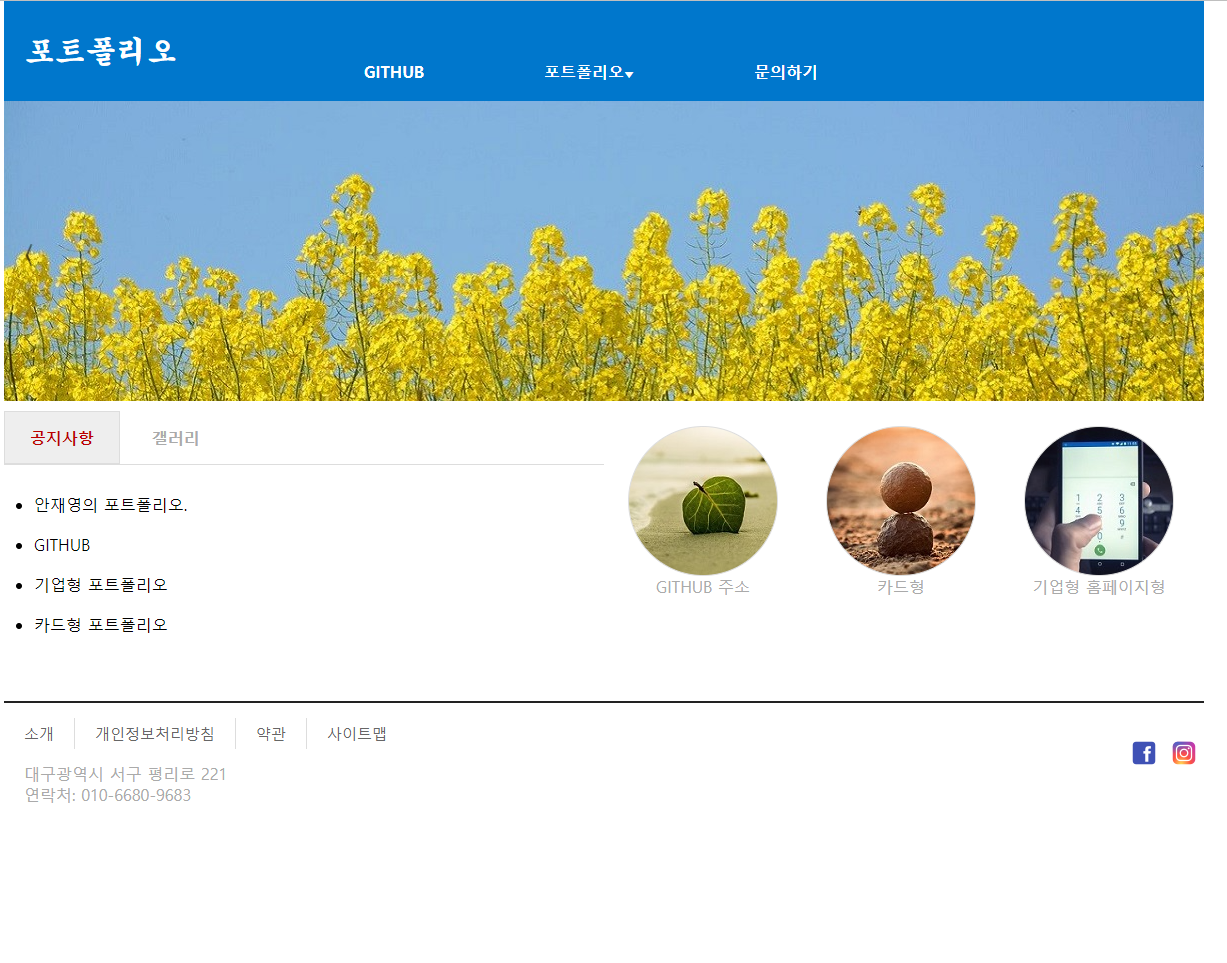 포트폴리오
GITHUB 포트폴리오▾ 문의하기
공지사항 갤러리
안재영의 포트폴리오.
GITHUB
기업형 포트폴리오
카드형 포트폴리오
GITHUB 주소 카드형 기업형 홈페이지형
소개 개인정보처리방침 약관 사이트맵
대구광역시 서구 평리로 221
연락처: 010-6680-9683